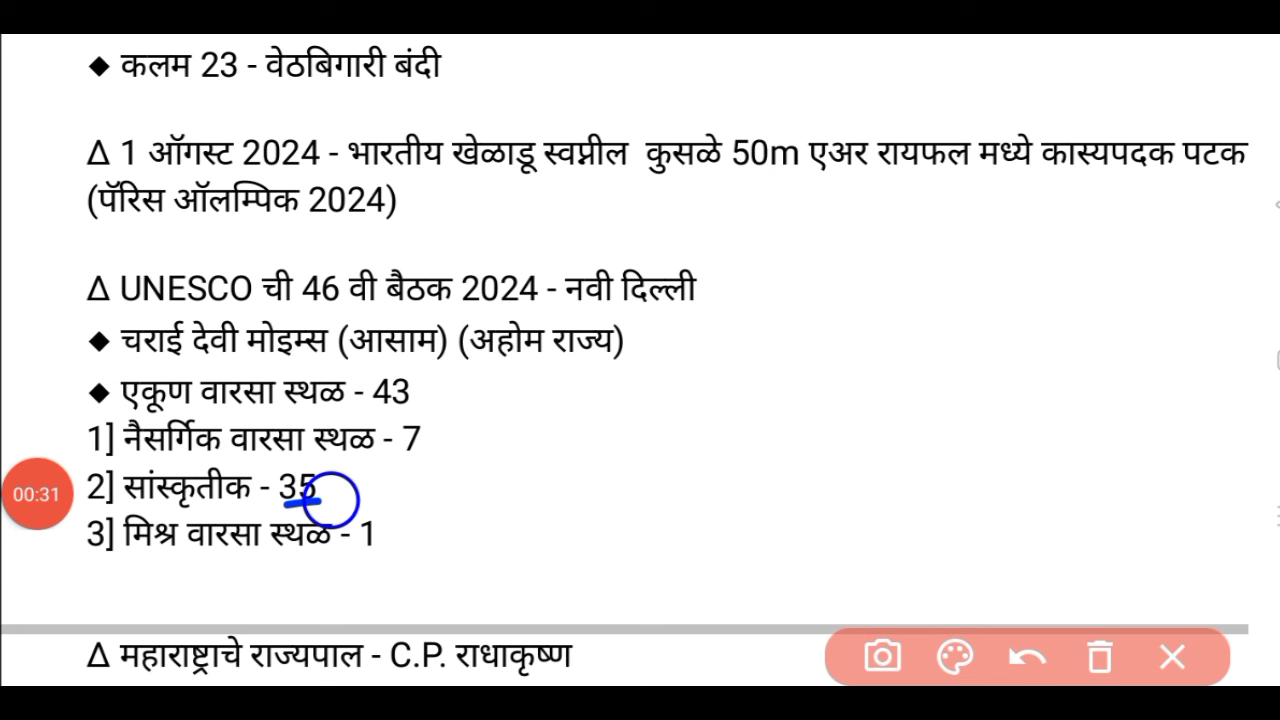 ◆ कलम 23 - वेठबिगारी बंदी
Δ 1 ऑगस्ट 2024 - भारतीय खेळाडू स्वप्नील कुसळे 50m एअर रायफल मध्ये कास्यपदक पटक
(पॅरिस ऑलम्पिक 2024)
Δ UNESCO ची 46 वी बैठक 2024 - नवी दिल्ली
◆ चराई देवी मोइम्स (आसाम) (अहोम राज्य)
◆ एकूण वारसा स्थळ - 43
1] नैसर्गिक वारसा स्थळ - 7
2] सांस्कृतीक - 35
00:31
3] मिश्र वारसा स्थळ - 1
Δ महाराष्ट्राचे राज्यपाल - C.P. राधाकृष्ण